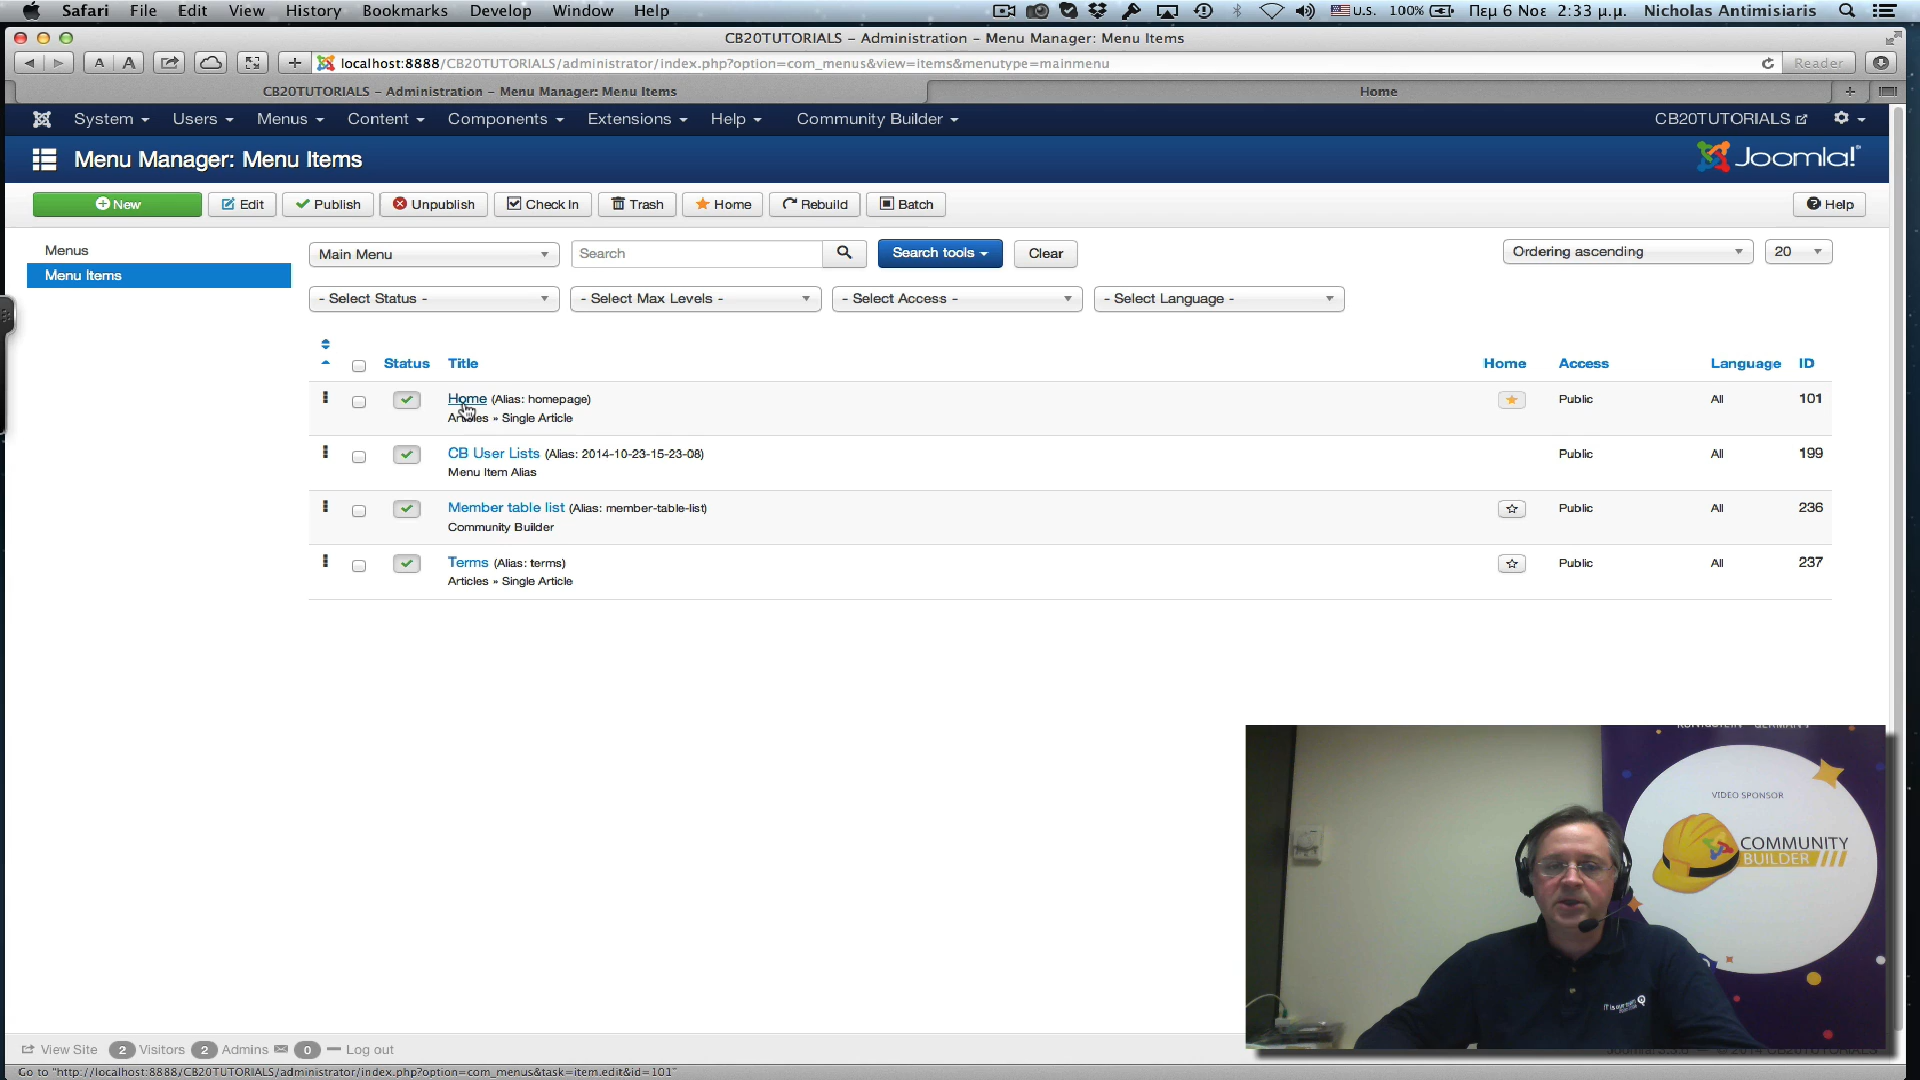 Safari File Edit View History Bookmarks Develop Window Help U.S. 100% Πεμ 6 Νοε 2:33 μ.μ. Nicholas Antimisiaris
CB20TUTORIALS – Administration – Menu Manager: Menu Items
A A + localhost:8888/CB20TUTORIALS/administrator/index.php?option=com_menus&view=items&menutype=mainmenu Reader
CB20TUTORIALS – Administration – Menu Manager: Menu Items Home +
System Users Menus Content Components Extensions Help Community Builder CB20TUTORIALS
Menu Manager: Menu Items Joomla!
New Edit Publish Unpublish Check In Trash Home Rebuild Batch Help
Menus
Menu Items
Main Menu Search Search tools Clear Ordering ascending 20
- Select Status - - Select Max Levels - - Select Access - - Select Language -
Status Title Home Access Language ID
Home (Alias: homepage) Public All 101
Articles » Single Article
CB User Lists (Alias: 2014-10-23-15-23-08) Public All 199
Menu Item Alias
Member table list (Alias: member-table-list) Public All 236
Community Builder
Terms (Alias: terms) Public All 237
Articles » Single Article
VIDEO SPONSOR
COMMUNITY
BUILDER
View Site 2 Visitors 2 Admins 0 Log out
Go to "http://localhost:8888/CB20TUTORIALS/administrator/index.php?option=com_menus&task=item.edit&id=101"